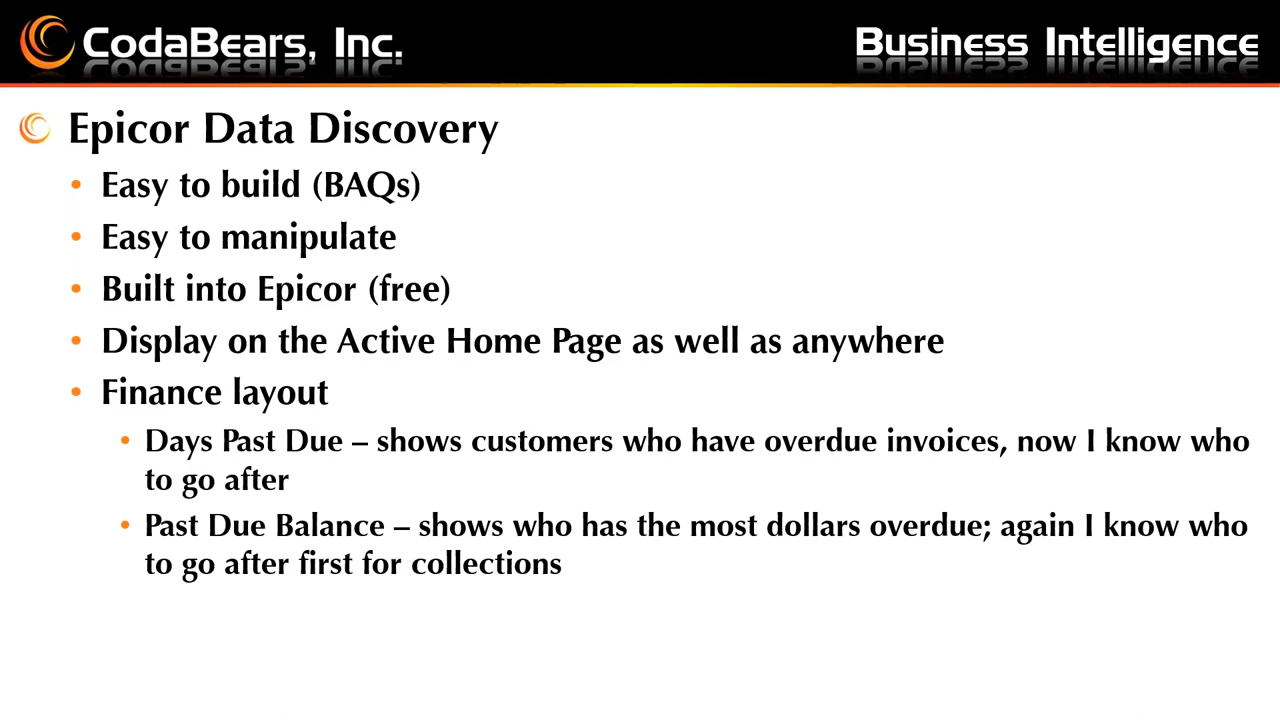 CodaBears, Inc.
Business Intelligence
Epicor Data Discovery
• Easy to build (BAQs)
• Easy to manipulate
• Built into Epicor (free)
• Display on the Active Home Page as well as anywhere
• Finance layout
• Days Past Due – shows customers who have overdue invoices, now I know who
to go after
• Past Due Balance – shows who has the most dollars overdue; again I know who
to go after first for collections